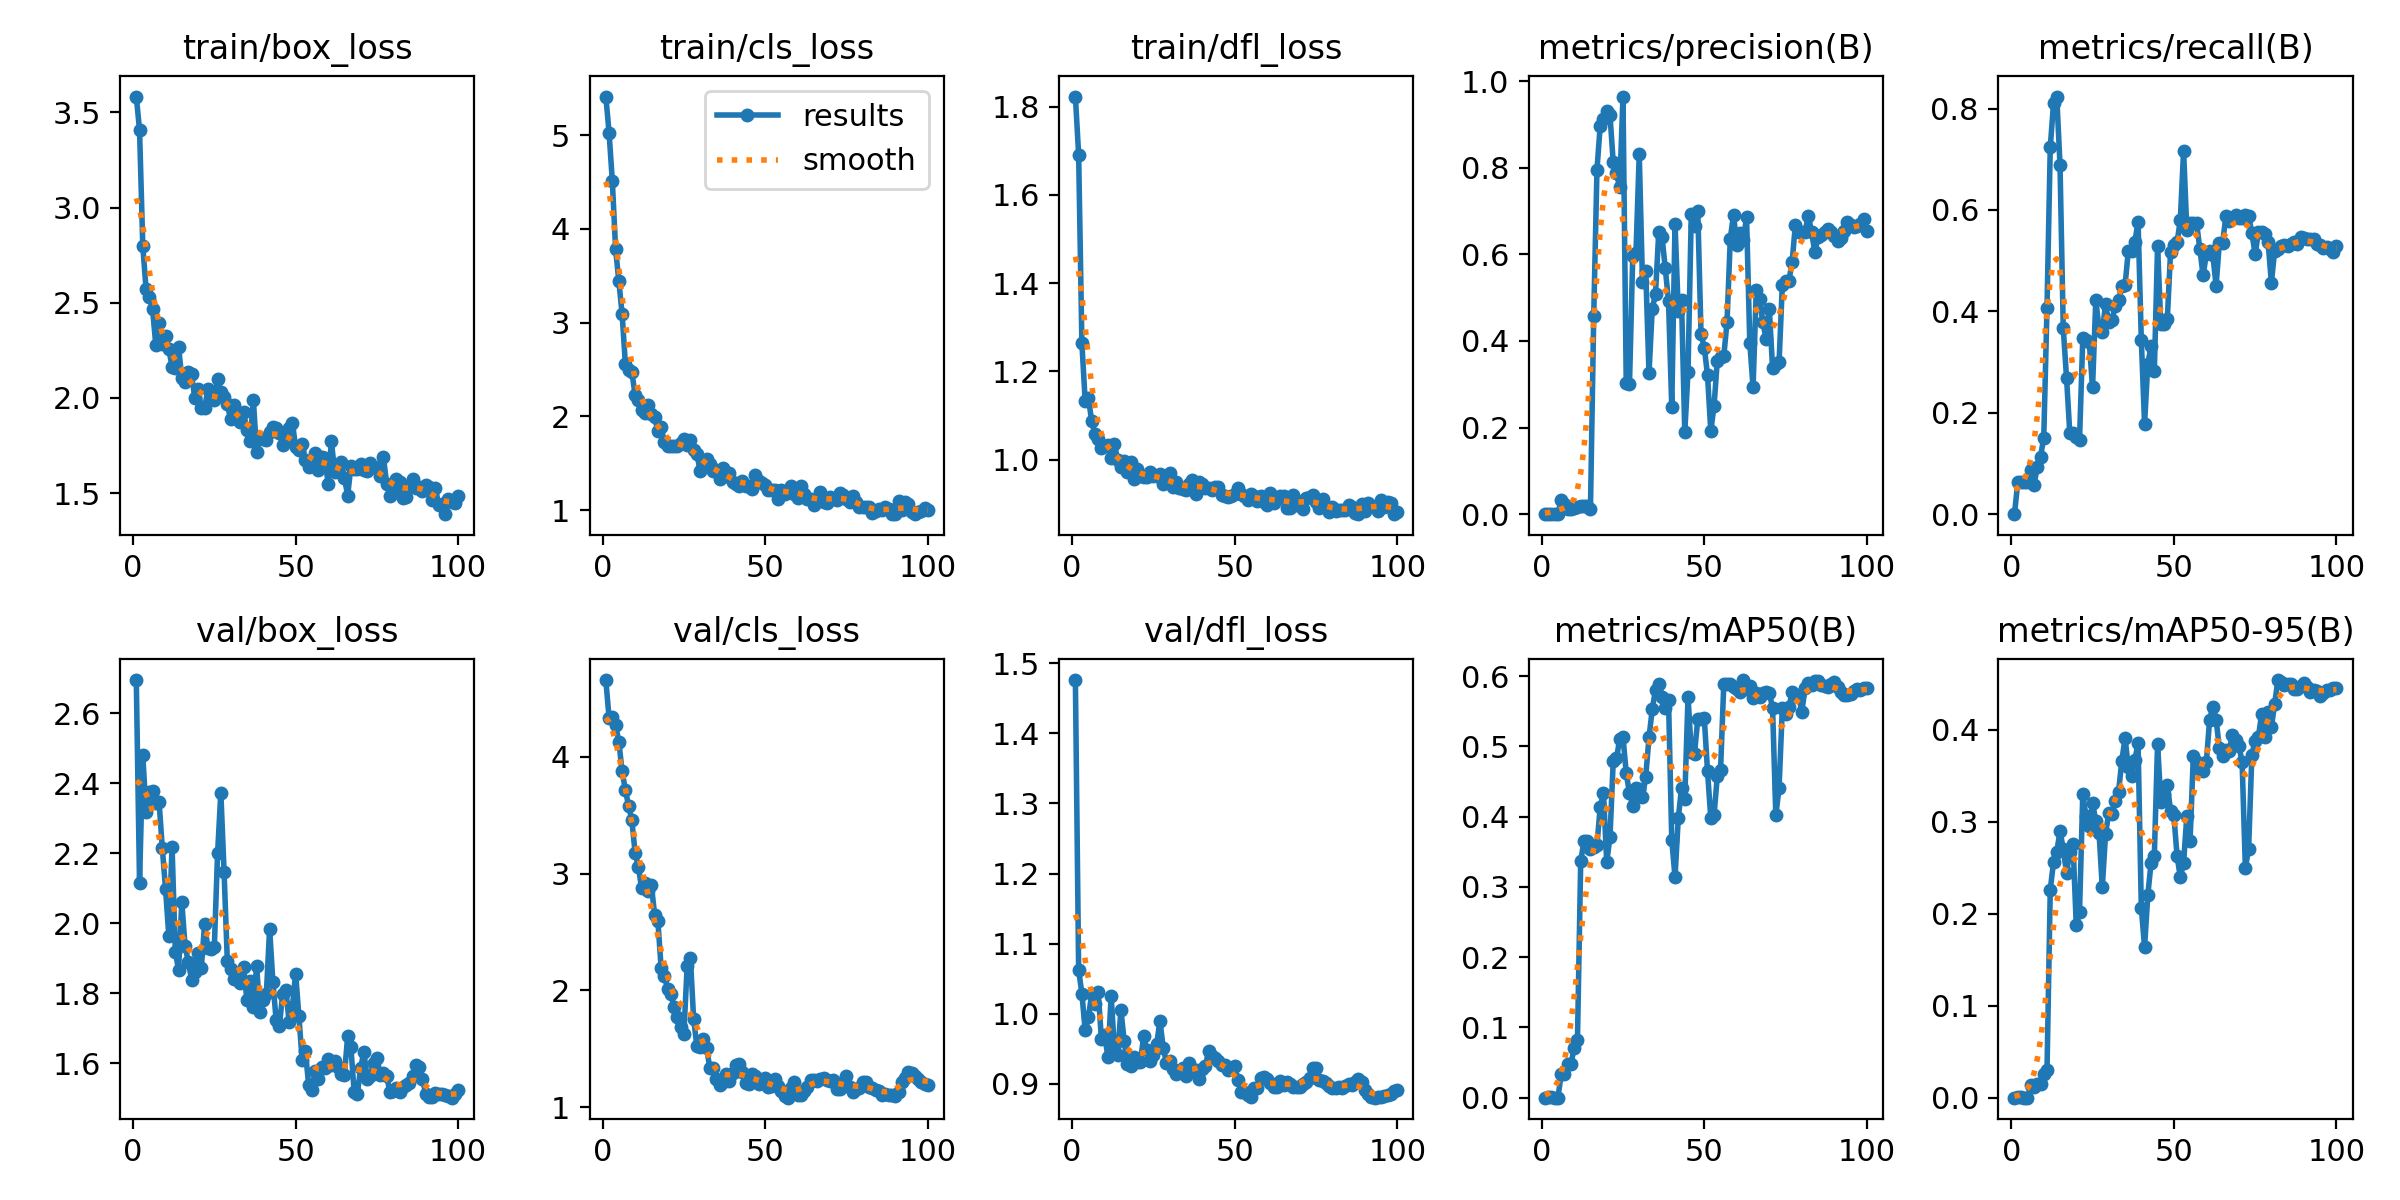 train/box_loss
3.5
3.0
2.5
2.0
1.5
0 50 100
train/cls_loss
results
smooth
5
4
3
2
1
0 50 100
train/dfl_loss
1.8
1.6
1.4
1.2
1.0
0 50 100
metrics/precision(B)
1.0
0.8
0.6
0.4
0.2
0.0
0 50 100
metrics/recall(B)
0.8
0.6
0.4
0.2
0.0
0 50 100
val/box_loss
2.6
2.4
2.2
2.0
1.8
1.6
0 50 100
val/cls_loss
4
3
2
1
0 50 100
val/dfl_loss
1.5
1.4
1.3
1.2
1.1
1.0
0.9
0 50 100
metrics/mAP50(B)
0.6
0.5
0.4
0.3
0.2
0.1
0.0
0 50 100
metrics/mAP50-95(B)
0.4
0.3
0.2
0.1
0.0
0 50 100